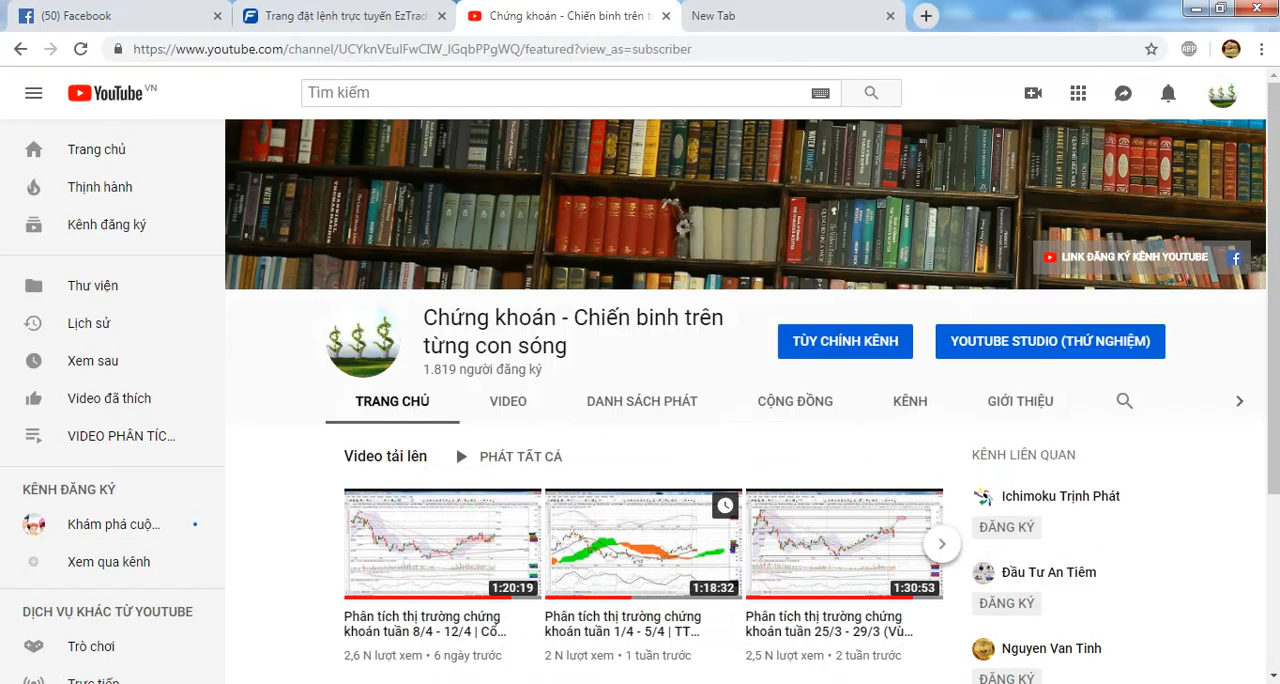 (50) Facebook
Trang đặt lệnh trực tuyến EzTrad
Chứng khoán - Chiến binh trên t
New Tab
https://www.youtube.com/channel/UCYknVEulFwCIW_lGqbPPgWQ/featured?view_as=subscriber
ABP
YouTube VN
Tìm kiếm
Trang chủ
Thịnh hành
Kênh đăng ký
Thư viện
Lịch sử
Xem sau
Video đã thích
VIDEO PHÂN TÍC...
KÊNH ĐĂNG KÝ
Khám phá cuộ...
Xem qua kênh
DỊCH VỤ KHÁC TỪ YOUTUBE
Trò chơi
Trực tiếp
LINK ĐĂNG KÝ KÊNH YOUTUBE
Chứng khoán - Chiến binh trên
từng con sóng
1.819 người đăng ký
TÙY CHỈNH KÊNH
YOUTUBE STUDIO (THỬ NGHIỆM)
TRANG CHỦ
VIDEO
DANH SÁCH PHÁT
CỘNG ĐỒNG
KÊNH
GIỚI THIỆU
Video tải lên
PHÁT TẤT CẢ
1:20:19
Phân tích thị trường chứng
khoán tuần 8/4 - 12/4 | Cổ...
2,6 N lượt xem • 6 ngày trước
1:18:32
Phân tích thị trường chứng
khoán tuần 1/4 - 5/4 | TT...
2 N lượt xem • 1 tuần trước
1:30:53
Phân tích thị trường chứng
khoán tuần 25/3 - 29/3 (Vù...
2,5 N lượt xem • 2 tuần trước
KÊNH LIÊN QUAN
Ichimoku Trịnh Phát
ĐĂNG KÝ
Đầu Tư An Tiêm
ĐĂNG KÝ
Nguyen Van Tinh
ĐĂNG KÝ